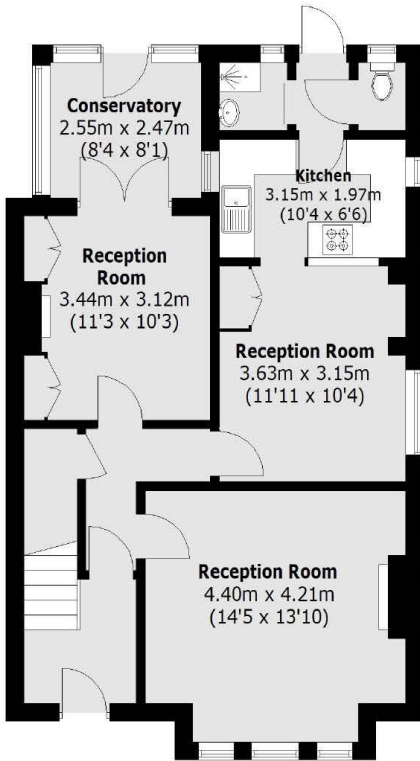 Conservatory
2.55m x 2.47m
(8'4 x 8'1)
Kitchen
3.15m x 1.97m
(10'4 x 6'6)
Reception
Room
3.44m x 3.12m
(11'3 x 10'3)
Reception Room
3.63m x 3.15m
(11'11 x 10'4)
Reception Room
4.40m x 4.21m
(14'5 x 13'10)